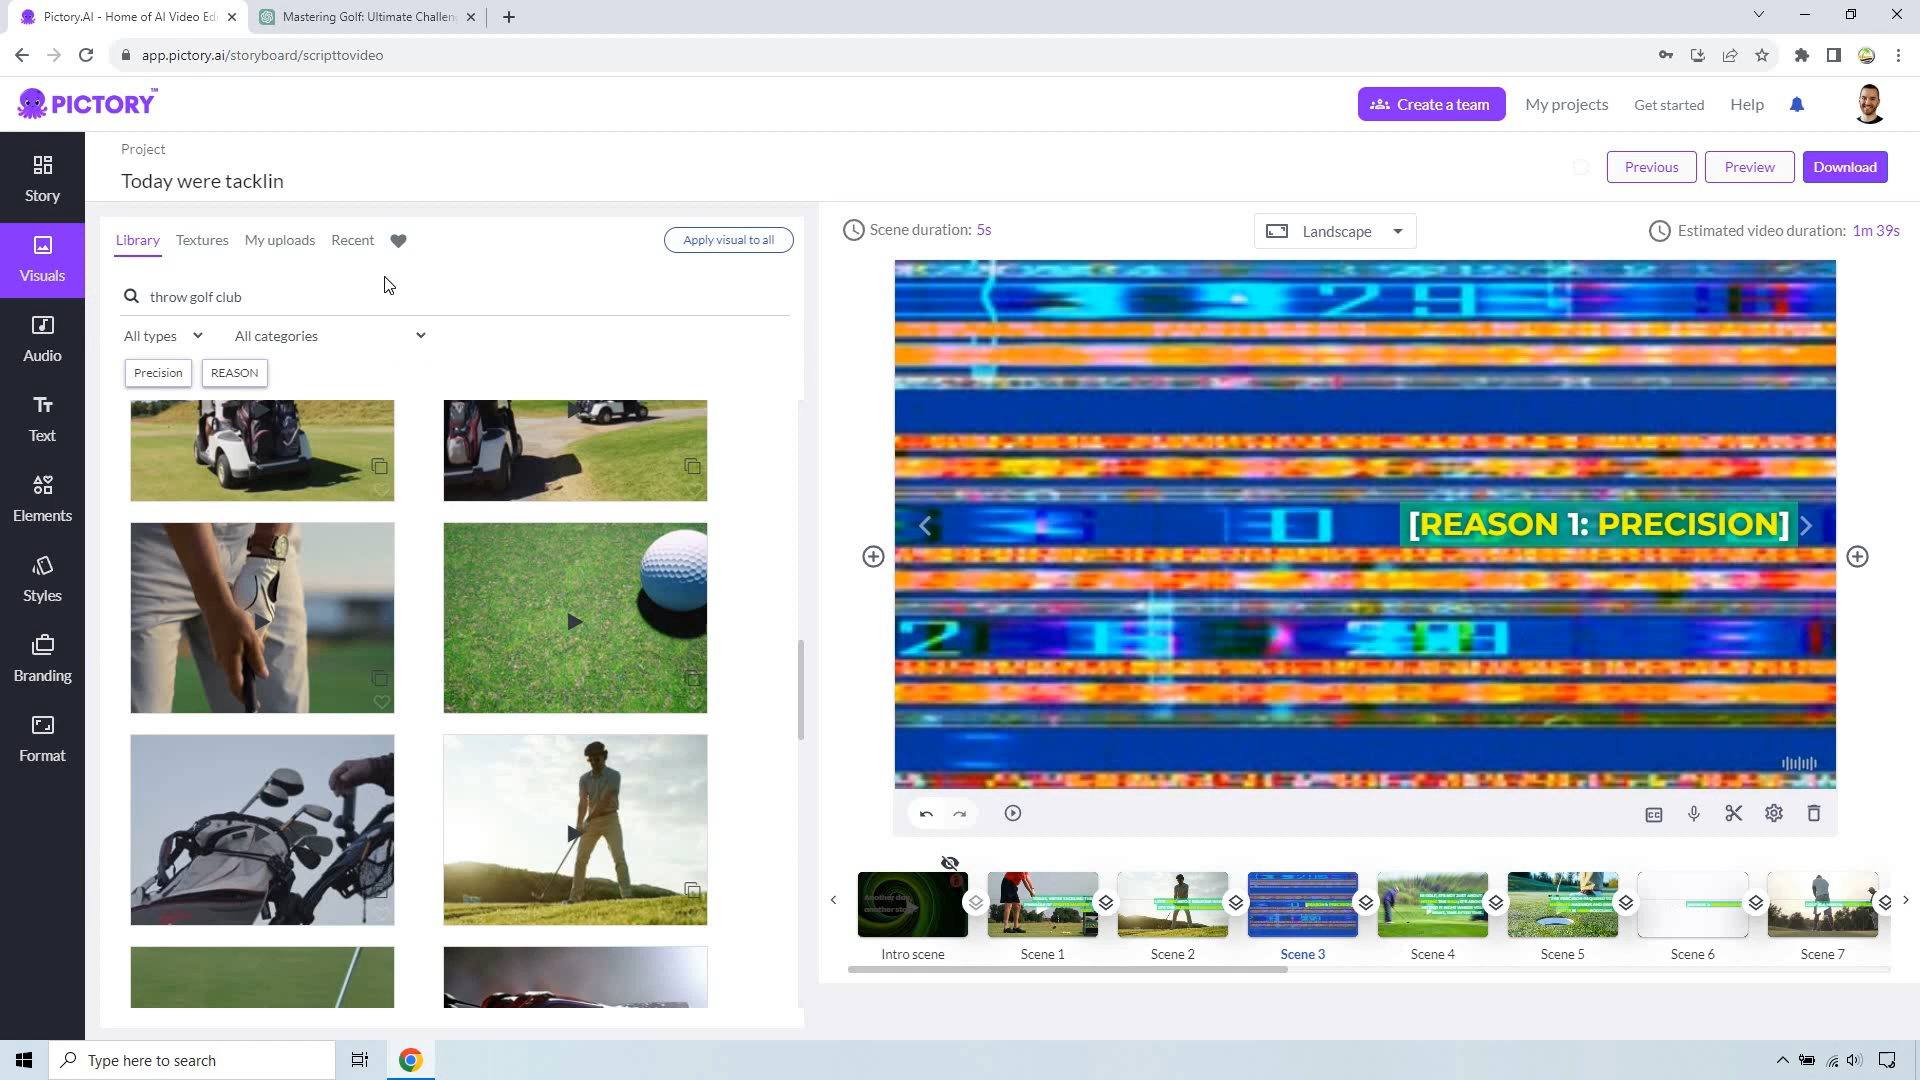 Pictory.AI - Home of AI Video Ed
Mastering Golf: Ultimate Challen
app.pictory.ai/storyboard/scripttovideo
PICTORY™
Create a team
My projects
Get started
Help
Story
Visuals
Audio
Text
Elements
Styles
Branding
Format
Project
Today were tacklin
Previous
Preview
Download
Library
Textures
My uploads
Recent
Apply visual to all
throw golf club
All types
All categories
Precision
REASON
Scene duration: 5s
Landscape
Estimated video duration: 1m 39s
[REASON 1: PRECISION]
CC
Intro scene
Scene 1
Scene 2
Scene 3
Scene 4
Scene 5
Scene 6
Scene 7
Type here to search